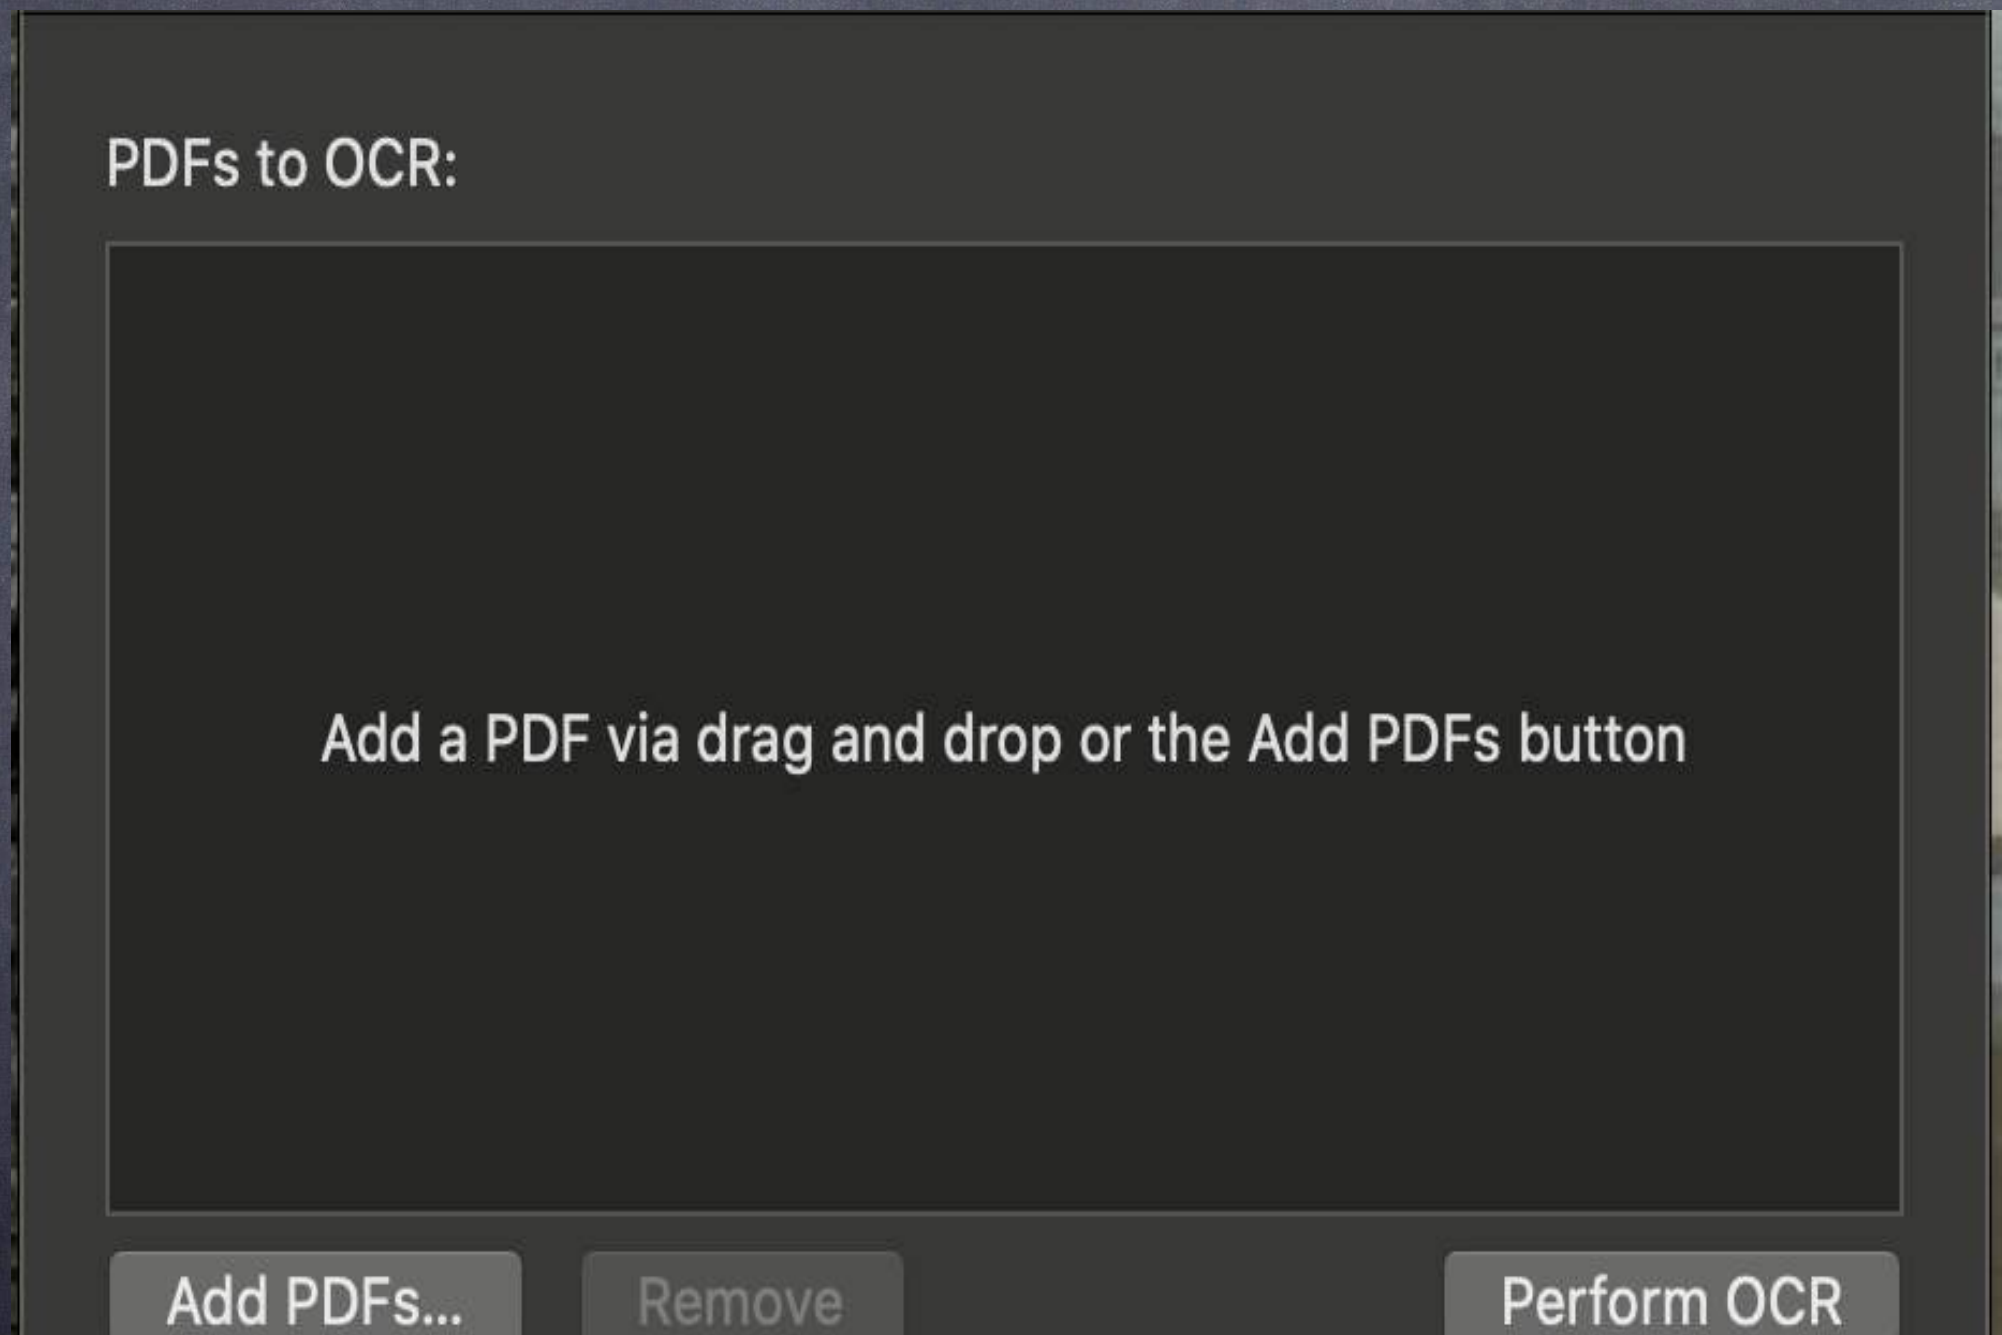 PDFs to OCR:
Add a PDF via drag and drop or the Add PDFs button
Add PDFs... Remove Perform OCR